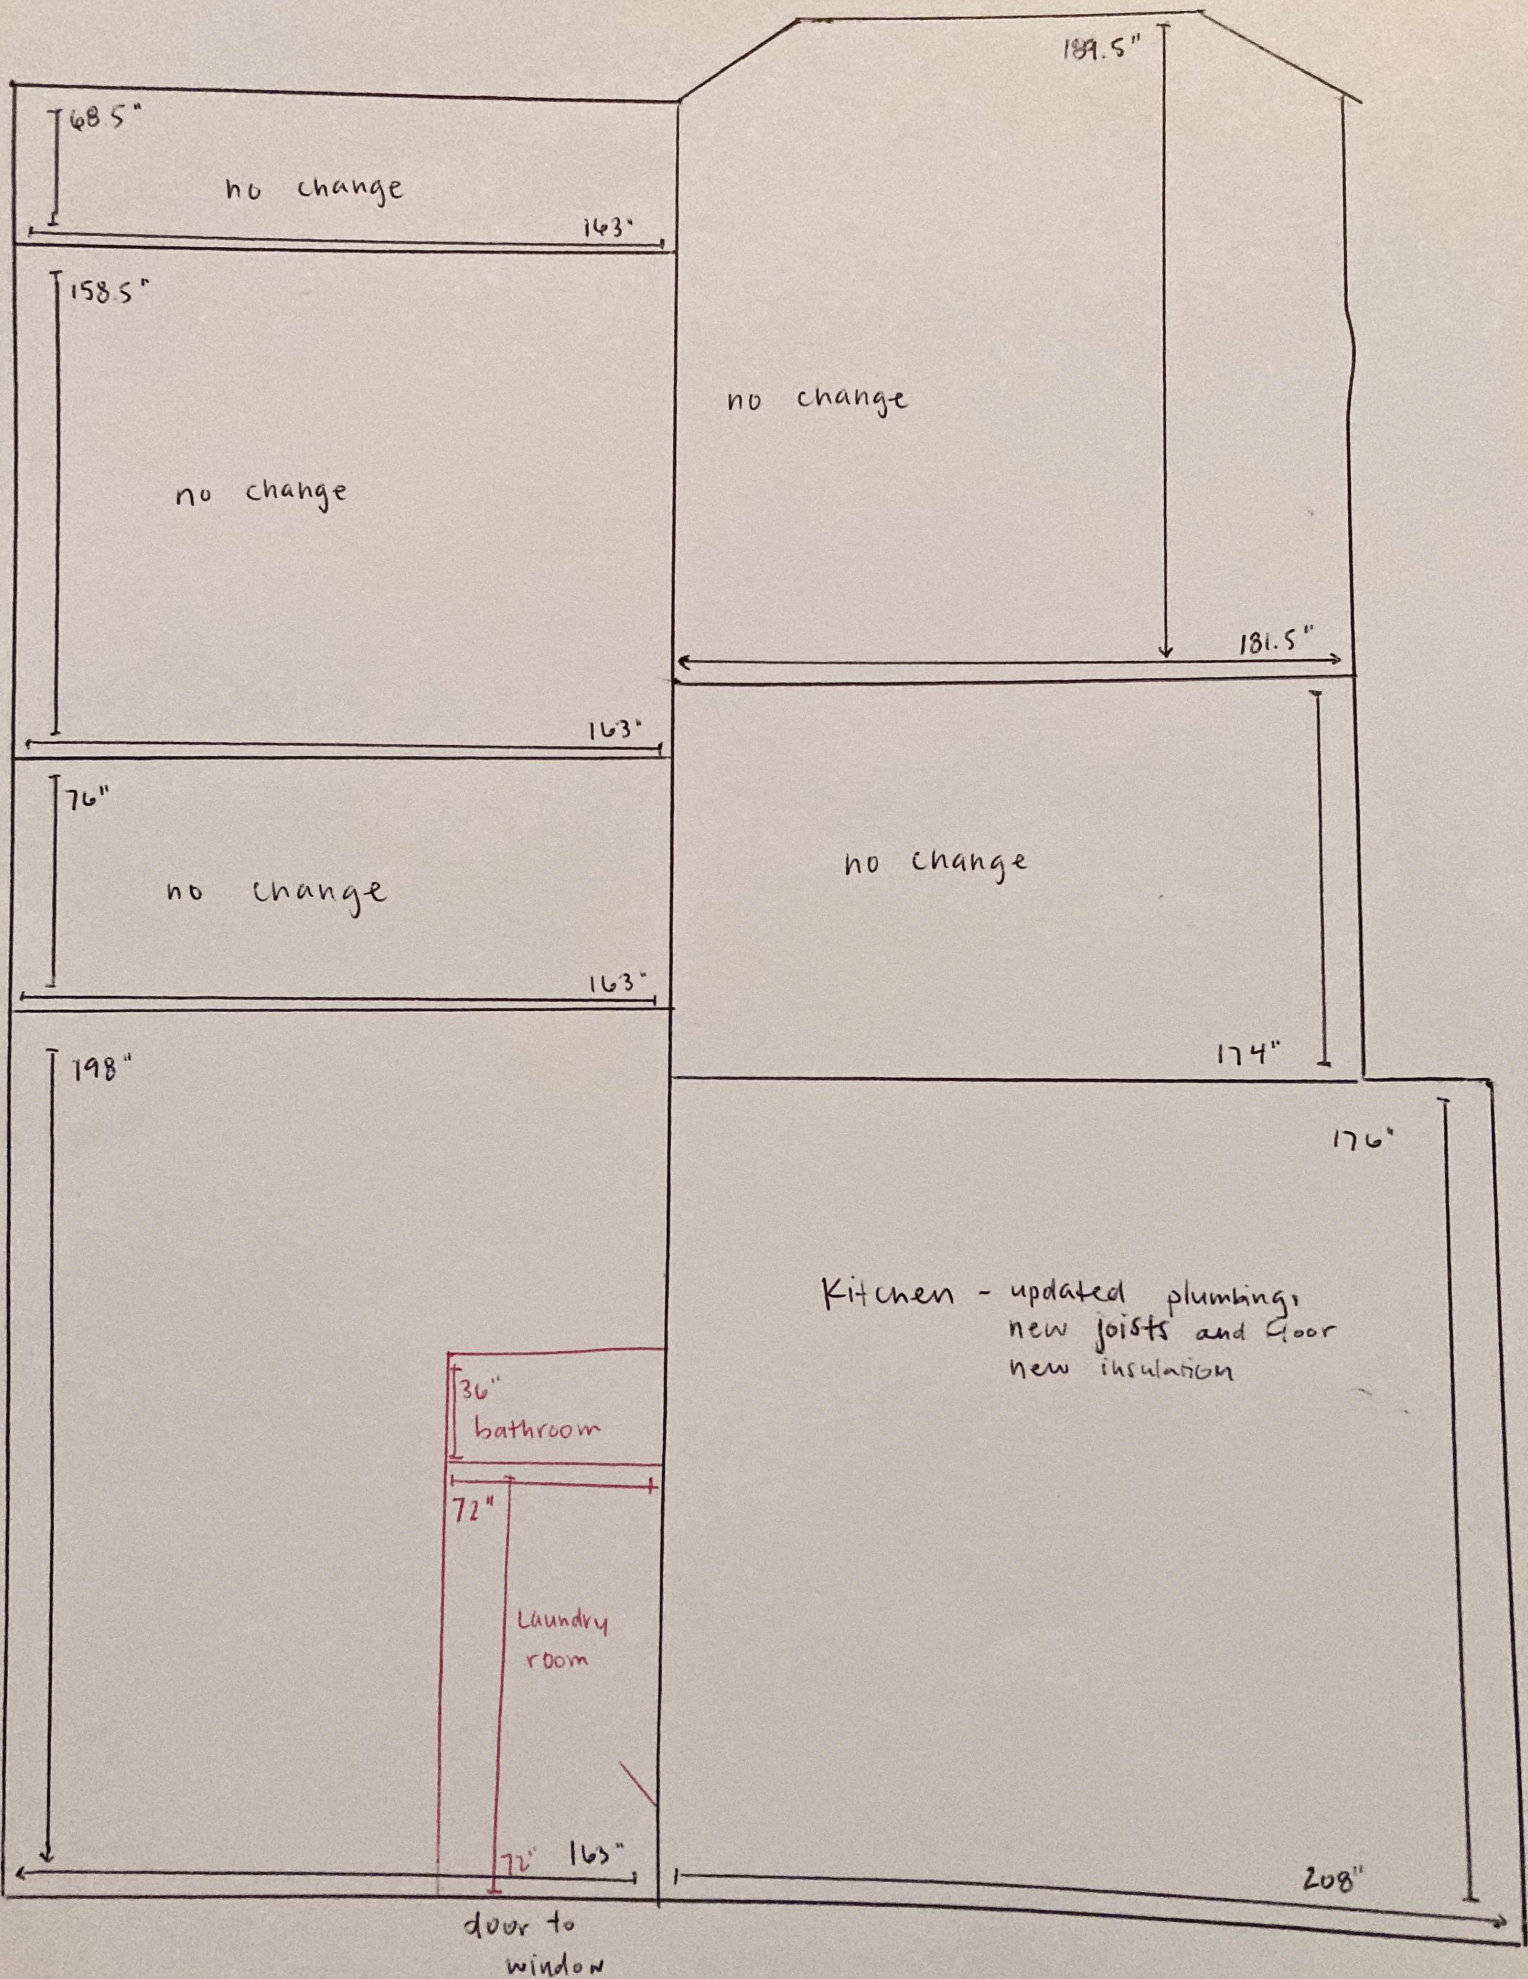 189.5"
68.5"
no change
163"
158.5"
no change
no change
181.5"
163"
76"
no change
no change
163"
174"
198"
176"
Kitchen - updated plumbing,
new joists and floor
new insulation
36"
bathroom
72"
Laundry
room
72"
163"
208"
door to
window